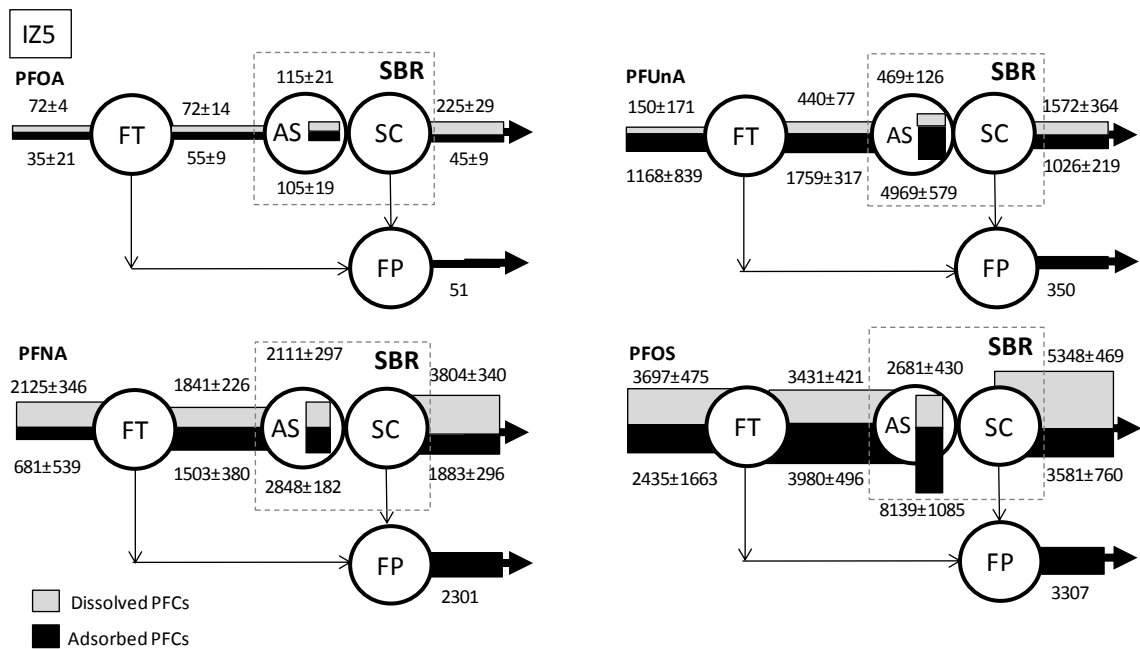 IZ5
PFOA
SBR
115±21
72±4
72±14
225±29
FT
AS
SC
35±21
55±9
105±19
45±9
FP
51
PFUnA
SBR
469±126
150±171
440±77
1572±364
FT
AS
SC
1168±839
1759±317
4969±579
1026±219
FP
350
PFNA
SBR
2111±297
2125±346
1841±226
3804±340
FT
AS
SC
681±539
1503±380
2848±182
1883±296
FP
2301
PFOS
SBR
5348±469
3697±475
3431±421
2681±430
FT
AS
SC
2435±1663
3980±496
8139±1085
3581±760
FP
3307
Dissolved PFCs
Adsorbed PFCs